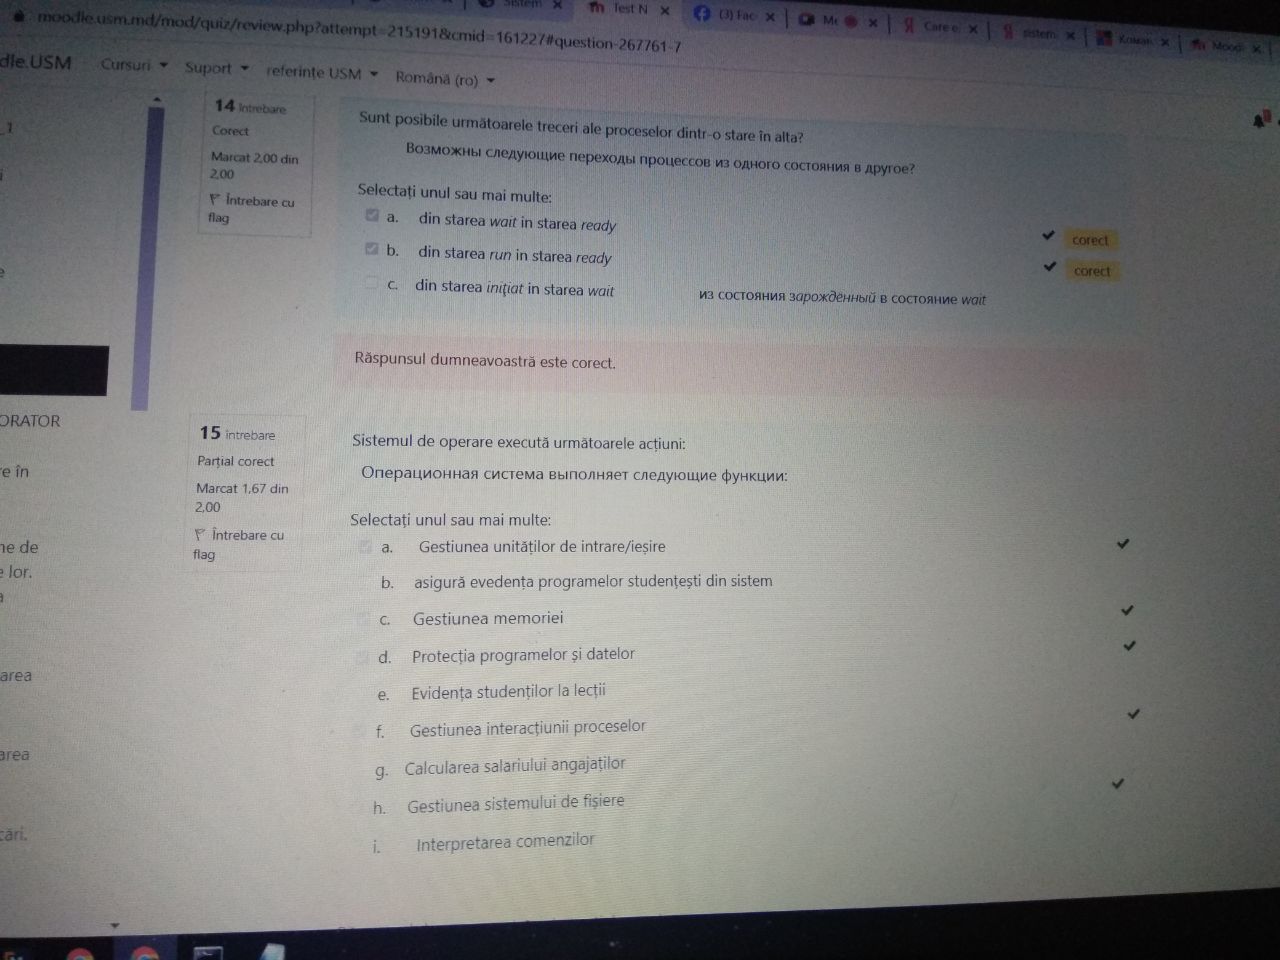 Sistem
Test N
(3) Fac
Me
Care e
sistem
Коман
Mood
moodle.usm.md/mod/quiz/review.php?attempt=215191&cmid=161227#question-267761-7
dle.USM
Cursuri
Suport
referințe USM
Română (ro)
_1
14 Întrebare
Corect
Marcat 2,00 din
2,00
Întrebare cu
flag
Sunt posibile următoarele treceri ale proceselor dintr-o stare în alta?
Возможны следующие переходы процессов из одного состояния в другое?
Selectați unul sau mai multe:
a. din starea wait in starea ready
corect
b. din starea run in starea ready
corect
c. din starea iniţiat in starea wait из состояния зарождённый в состояние wait
Răspunsul dumneavoastră este corect.
ORATOR
re în
ne de
e lor.
area
area
cări.
15 Întrebare
Parțial corect
Marcat 1,67 din
2,00
Întrebare cu
flag
Sistemul de operare execută următoarele acțiuni:
Операционная система выполняет следующие функции:
Selectați unul sau mai multe:
a. Gestiunea unităților de intrare/ieșire
b. asigură evedența programelor studențești din sistem
c. Gestiunea memoriei
d. Protecția programelor și datelor
e. Evidența studenților la lecții
f. Gestiunea interacțiunii proceselor
g. Calcularea salariului angajaților
h. Gestiunea sistemului de fișiere
i. Interpretarea comenzilor